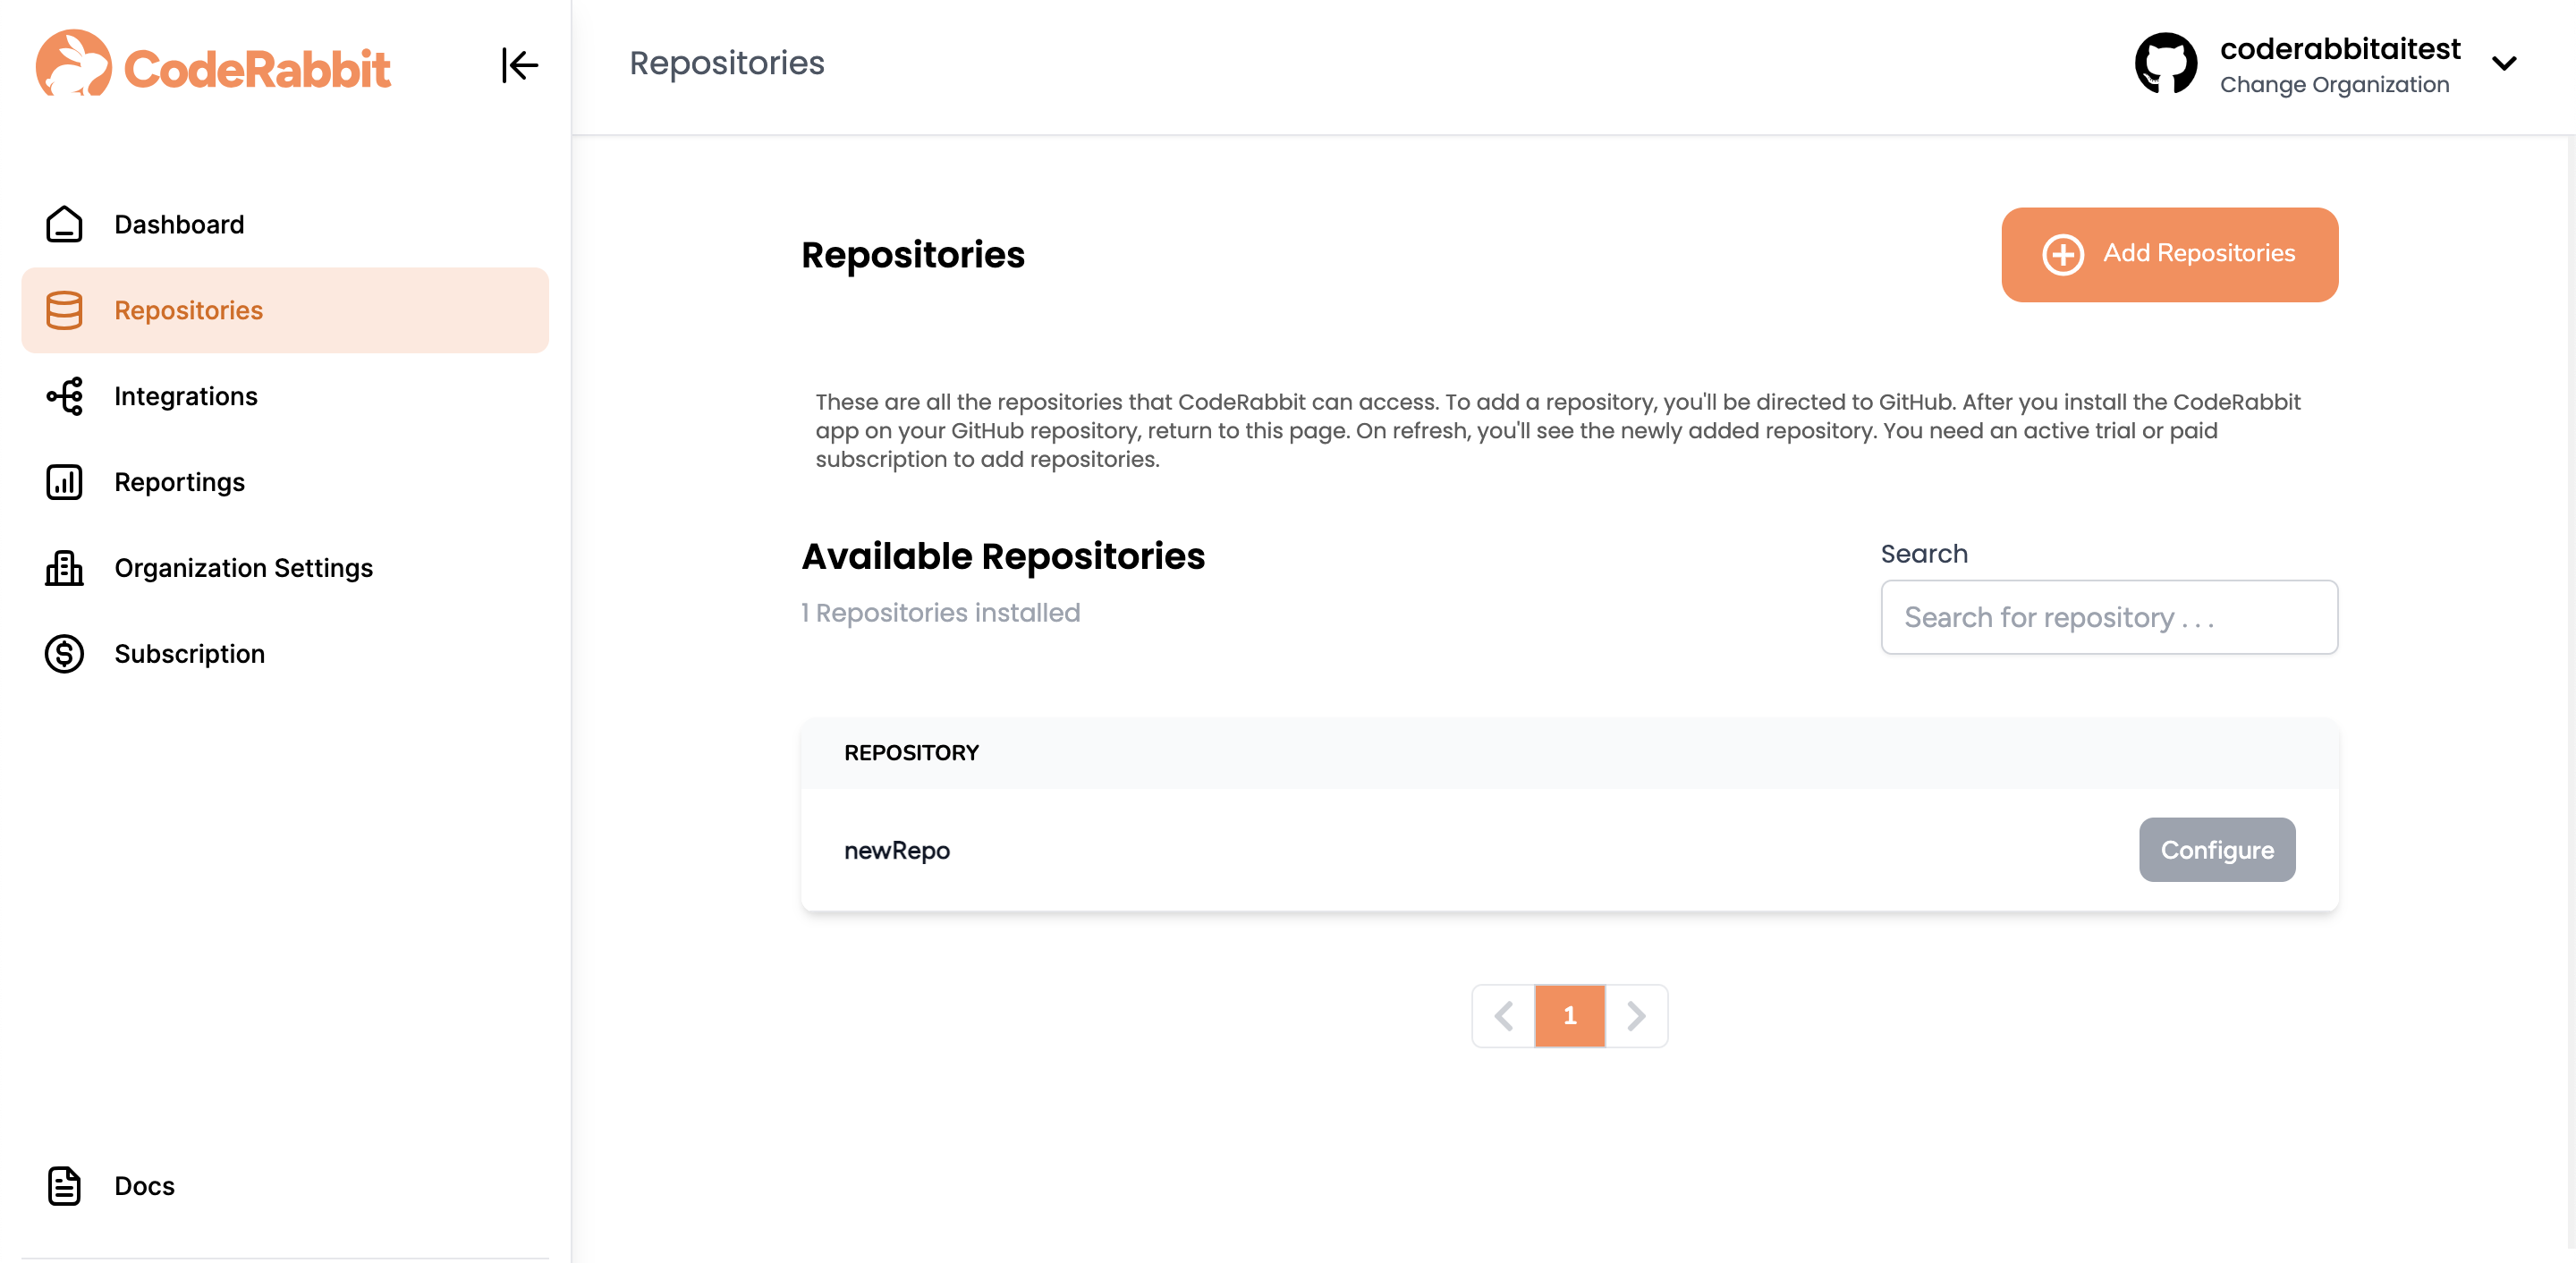 CodeRabbit
Dashboard
Repositories
Integrations
Reportings
Organization Settings
Subscription
Docs
Repositories
coderabbitaitest
Change Organization
Repositories
Add Repositories
These are all the repositories that CodeRabbit can access. To add a repository, you'll be directed to GitHub. After you install the CodeRabbit
app on your GitHub repository, return to this page. On refresh, you'll see the newly added repository. You need an active trial or paid
subscription to add repositories.
Available Repositories
1 Repositories installed
Search
Search for repository . . .
REPOSITORY
newRepo
Configure
1